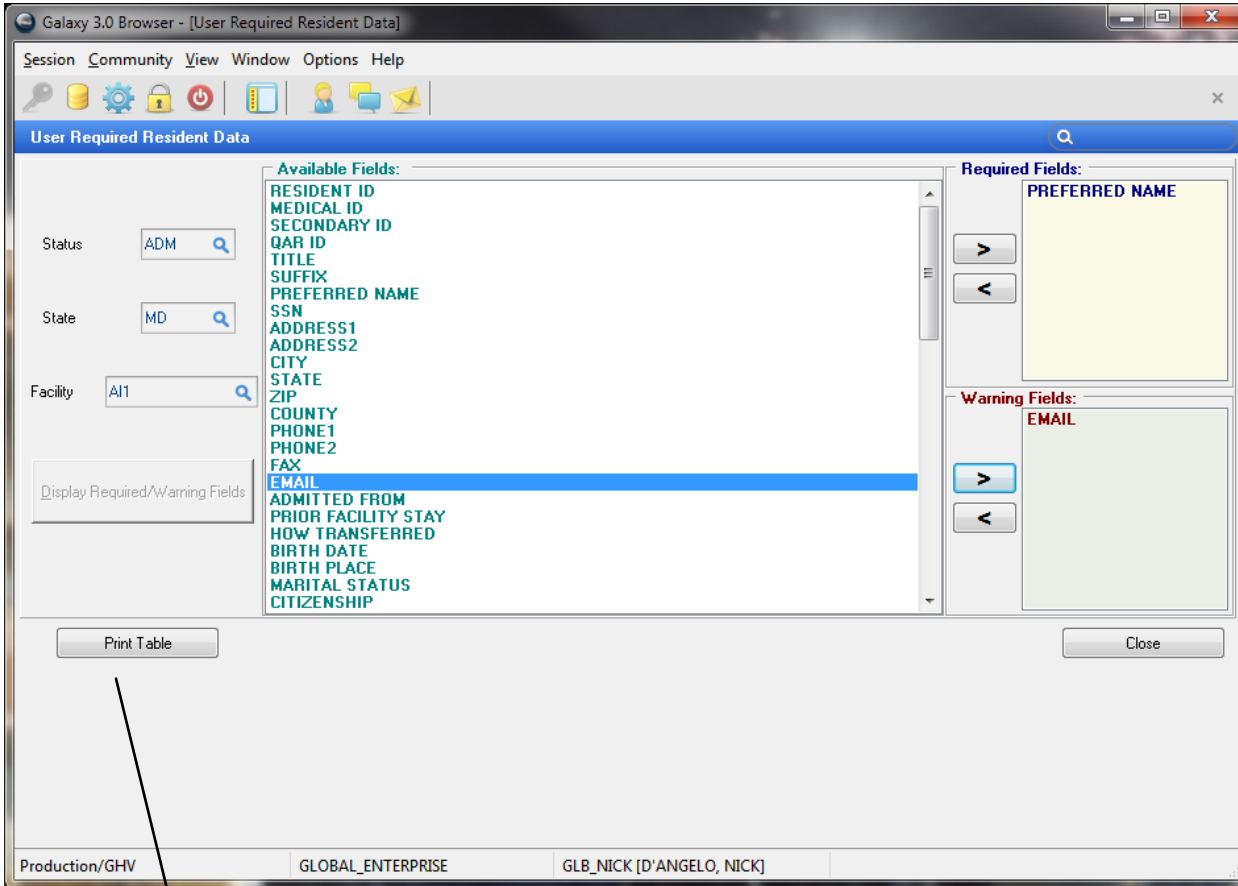 Galaxy 3.0 Browser - [User Required Resident Data]
Session Community View Window Options Help
User Required Resident Data
Status ADM
State MD
Facility AI1
Display Required/Warning Fields
Available Fields:
RESIDENT ID
MEDICAL ID
SECONDARY ID
QAR ID
TITLE
SUFFIX
PREFERRED NAME
SSN
ADDRESS1
ADDRESS2
CITY
STATE
ZIP
COUNTY
PHONE1
PHONE2
FAX
EMAIL
ADMITTED FROM
PRIOR FACILITY STAY
HOW TRANSFERRED
BIRTH DATE
BIRTH PLACE
MARITAL STATUS
CITIZENSHIP
Required Fields:
PREFERRED NAME
>
<
Warning Fields:
EMAIL
>
<
Print Table
Close
Production/GHV GLOBAL_ENTERPRISE GLB_NICK [D'ANGELO, NICK]